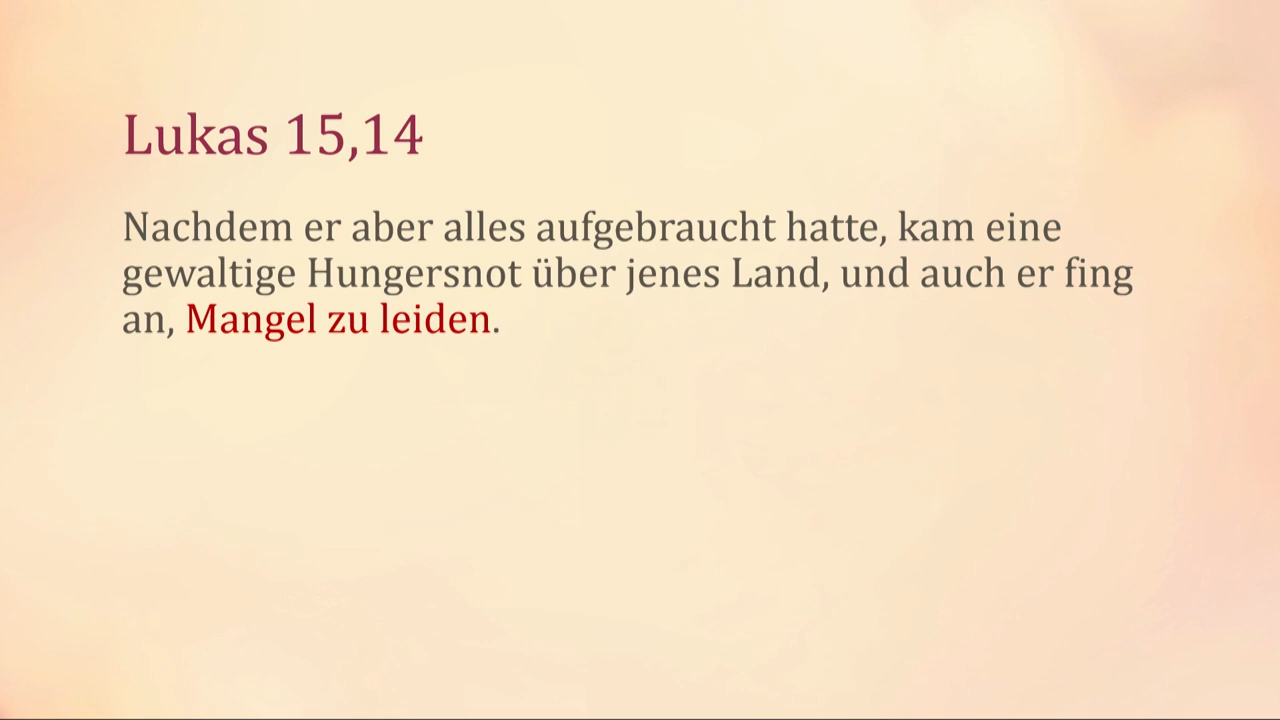 Lukas 15,14
Nachdem er aber alles aufgebraucht hatte, kam eine
gewaltige Hungersnot über jenes Land, und auch er fing
an, Mangel zu leiden.